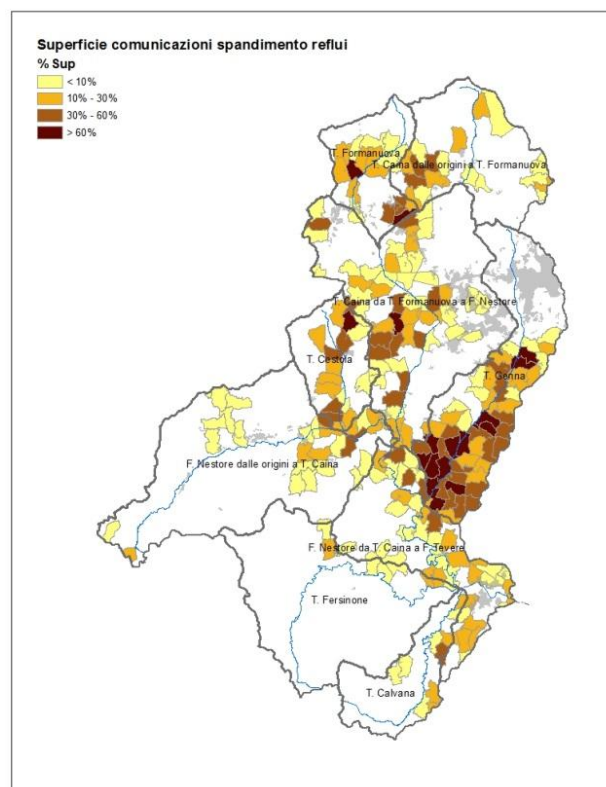 Superficie comunicazioni spandimento reflui
% Sup
< 10%
10% - 30%
30% - 60%
> 60%
T. Formanuova
T. Caina dalle origini a T. Formanuova
T. Caina da T. Formanuova a F. Nestore
T. Cestola
T. Genna
F. Nestore dalle origini a T. Caina
F. Nestore da T. Caina a F. Tevere
T. Fersinone
T. Calvana